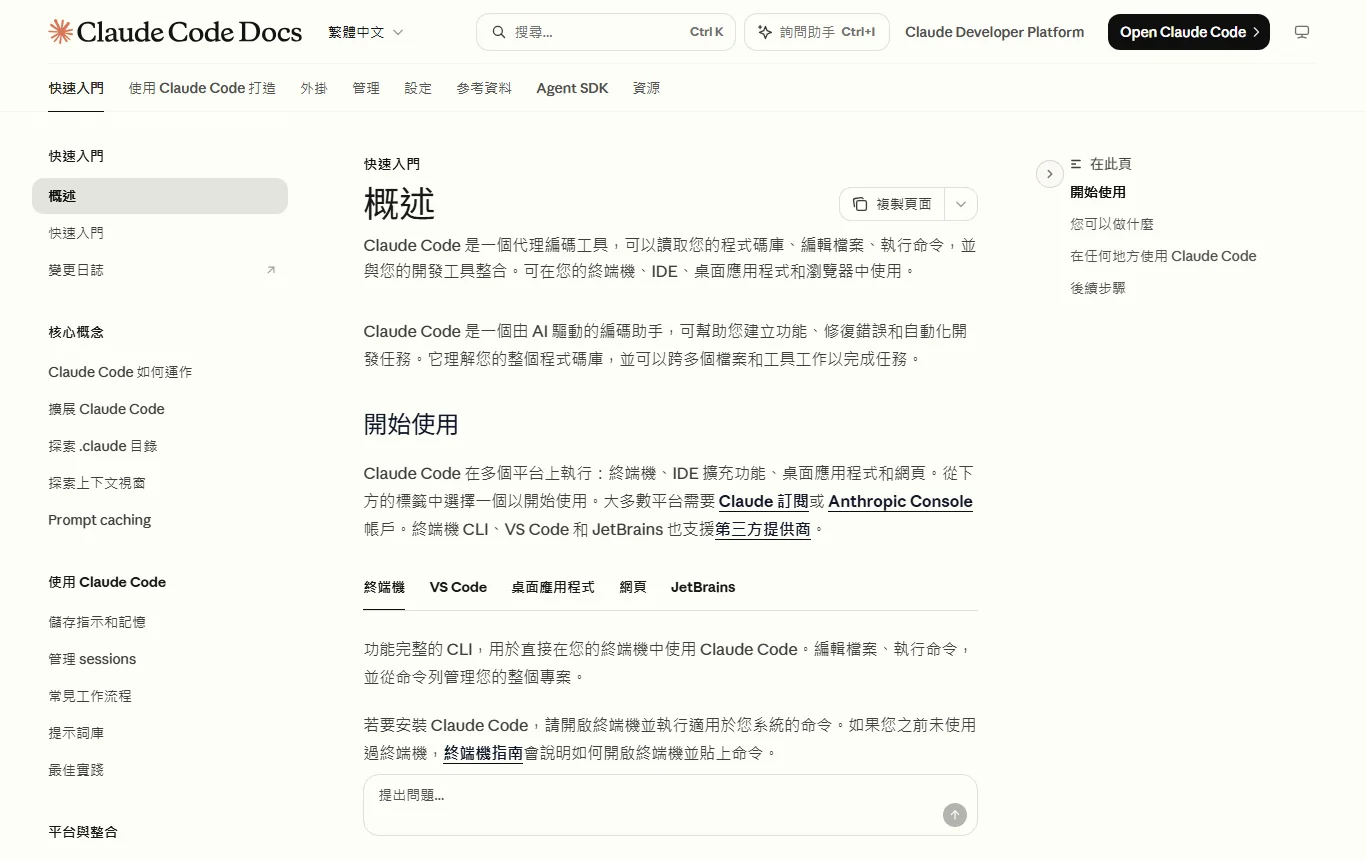 Claude Code Docs
繁體中文
搜尋...
Ctrl K
詢問助手 Ctrl+I
Claude Developer Platform
Open Claude Code
快速入門
使用 Claude Code 打造
外掛
管理
設定
參考資料
Agent SDK
資源
快速入門
概述
快速入門
變更日誌
核心概念
Claude Code 如何運作
擴展 Claude Code
探索 .claude 目錄
探索上下文視窗
Prompt caching
使用 Claude Code
儲存指示和記憶
管理 sessions
常見工作流程
提示詞庫
最佳實踐
平台與整合
快速入門
概述
複製頁面
Claude Code 是一個代理編碼工具，可以讀取您的程式碼庫、編輯檔案、執行命令，並
與您的開發工具整合。可在您的終端機、IDE、桌面應用程式和瀏覽器中使用。
Claude Code 是一個由 AI 驅動的編碼助手，可幫助您建立功能、修復錯誤和自動化開
發任務。它理解您的整個程式碼庫，並可以跨多個檔案和工具工作以完成任務。
開始使用
Claude Code 在多個平台上執行：終端機、IDE 擴充功能、桌面應用程式和網頁。從下
方的標籤中選擇一個以開始使用。大多數平台需要 Claude 訂閱或 Anthropic Console
帳戶。終端機 CLI、VS Code 和 JetBrains 也支援第三方提供商。
終端機
VS Code
桌面應用程式
網頁
JetBrains
功能完整的 CLI，用於直接在您的終端機中使用 Claude Code。編輯檔案、執行命令，
並從命令列管理您的整個專案。
若要安裝 Claude Code，請開啟終端機並執行適用於您系統的命令。如果您之前未使用
過終端機，終端機指南會說明如何開啟終端機並貼上命令。
提出問題...
在此頁
開始使用
您可以做什麼
在任何地方使用 Claude Code
後續步驟